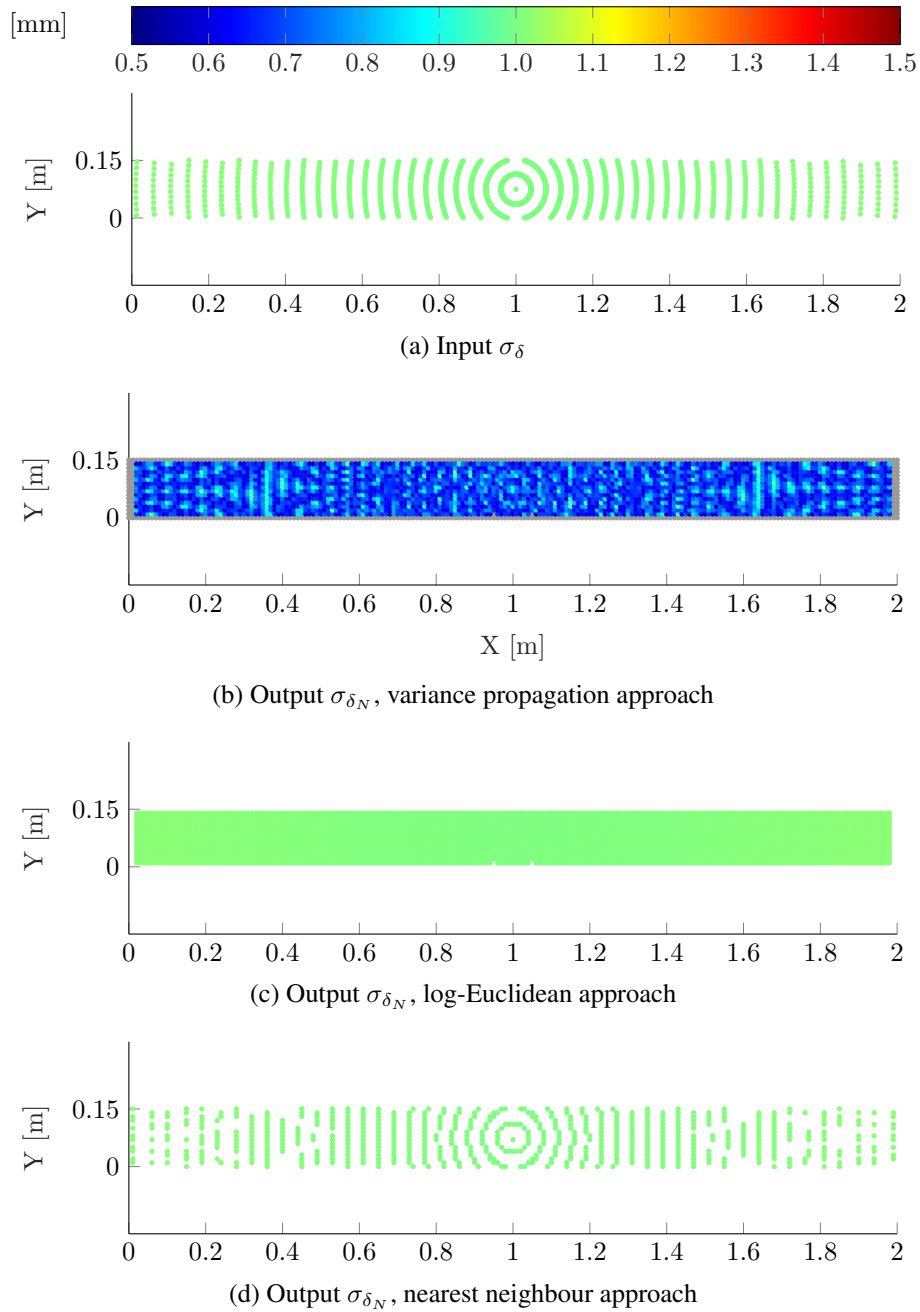 [mm]
0.5 0.6 0.7 0.8 0.9 1.0 1.1 1.2 1.3 1.4 1.5
0.15
0
Y [m]
0 0.2 0.4 0.6 0.8 1 1.2 1.4 1.6 1.8 2
(a) Input σ_δ
0.15
0
Y [m]
0 0.2 0.4 0.6 0.8 1 1.2 1.4 1.6 1.8 2
X [m]
(b) Output σ_{δ_N}, variance propagation approach
0.15
0
Y [m]
0 0.2 0.4 0.6 0.8 1 1.2 1.4 1.6 1.8 2
(c) Output σ_{δ_N}, log-Euclidean approach
0.15
0
Y [m]
0 0.2 0.4 0.6 0.8 1 1.2 1.4 1.6 1.8 2
(d) Output σ_{δ_N}, nearest neighbour approach